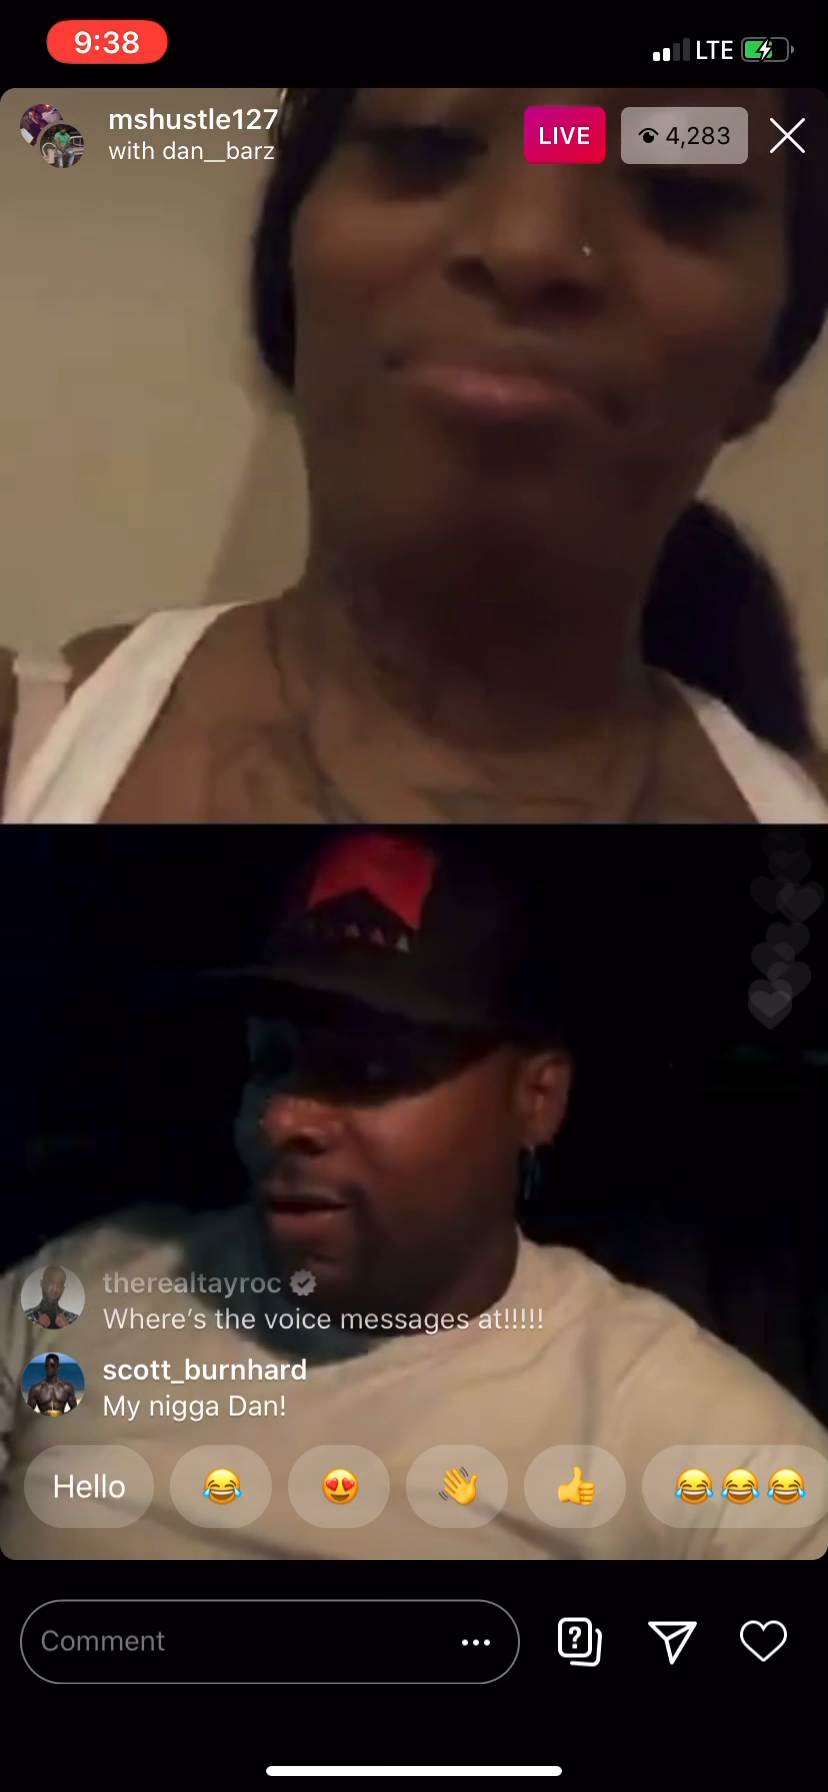 9:38
LTE
mshustle127
with dan__barz
LIVE
4,283
therealtayroc
Where's the voice messages at!!!!!
scott_burnhard
My nigga Dan!
Hello
Comment